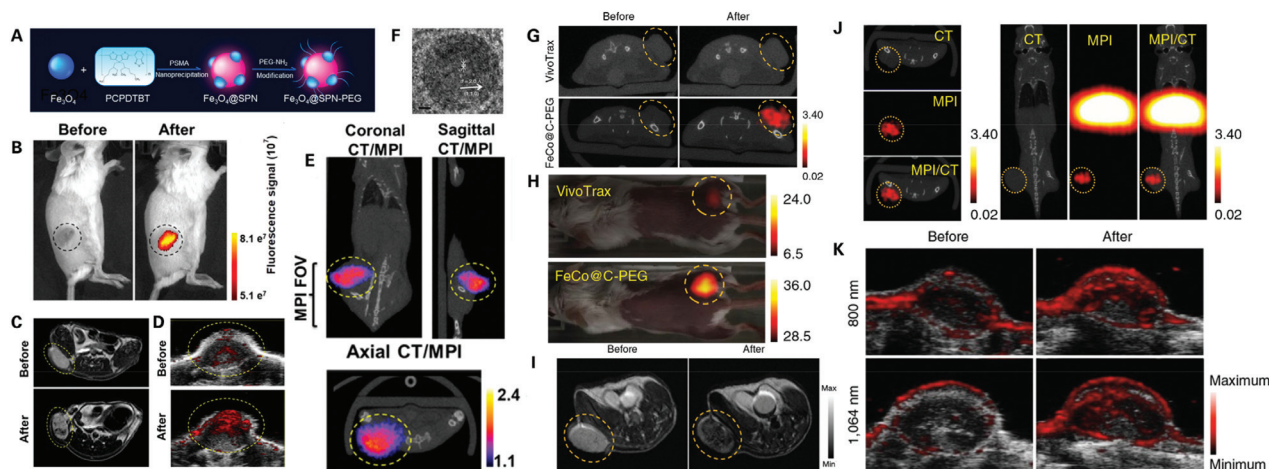 A
PSMA
Nanoprecipitation
PEG-NH₂
Modification
Fe₃O₄
PCPDTBT
Fe₃O₄@SPN
Fe₃O₄@SPN-PEG
B
Before
After
Fluorescence signal (10⁷)
8.1 e⁷
5.1 e⁷
C
Before
After
D
E
Coronal
CT/MPI
Sagittal
CT/MPI
MPI FOV
Axial CT/MPI
2.4
1.1
F
G
Before
After
VivoTrax
FeCo@C-PEG
3.40
0.02
H
VivoTrax
24.0
6.5
FeCo@C-PEG
36.0
28.5
I
Before
After
Max
Min
J
CT
MPI
MPI/CT
3.40
0.02
CT
MPI
MPI/CT
3.40
0.02
K
Before
After
800 nm
1,064 nm
Maximum
Minimum